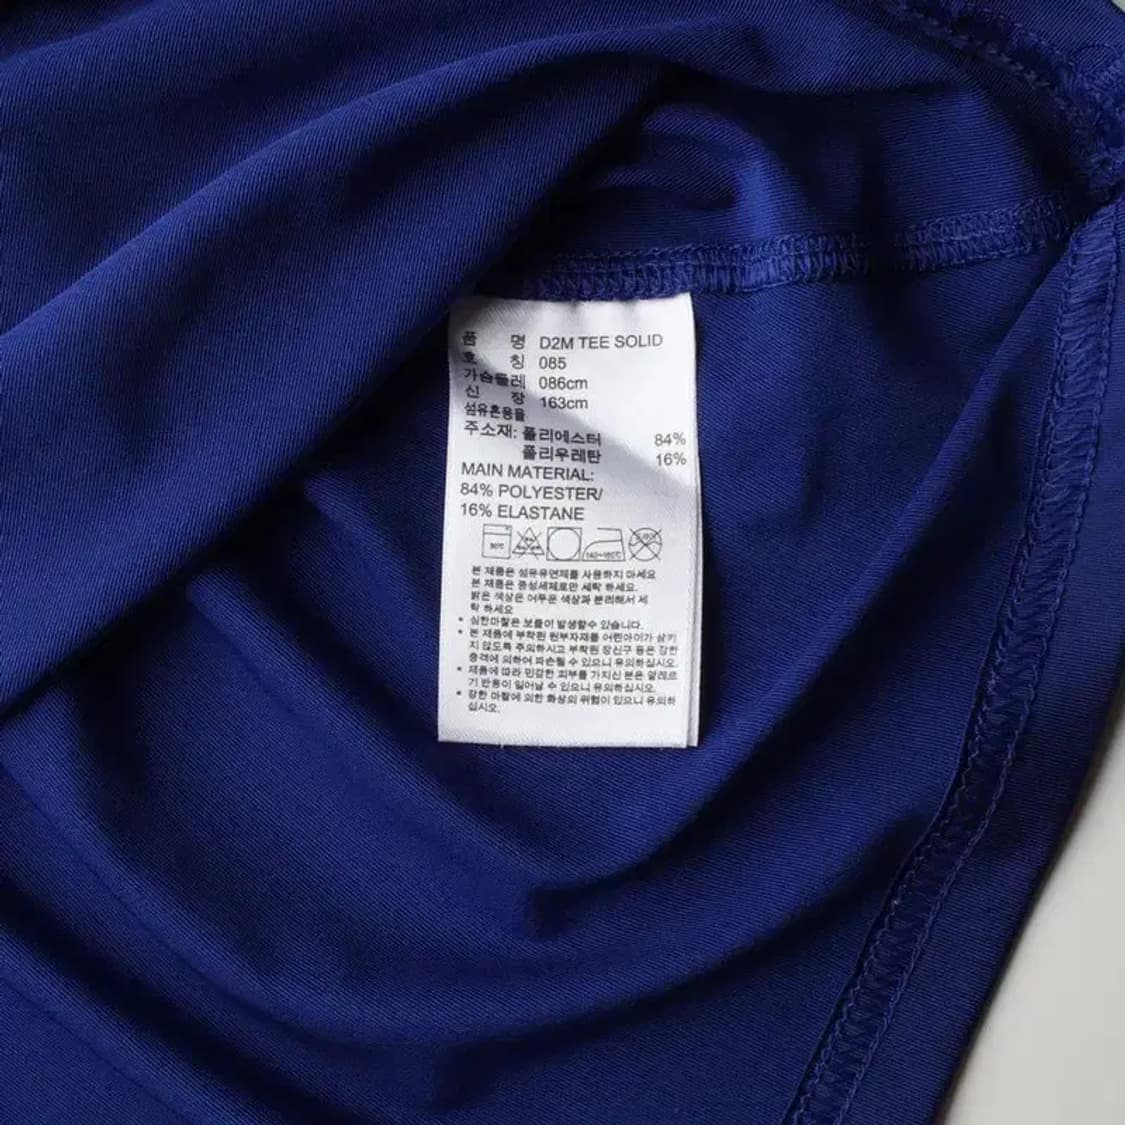 품 명 D2M TEE SOLID
호 칭 085
가슴둘레 086cm
신 장 163cm
섬유혼용율
주소재: 폴리에스터 84%
폴리우레탄 16%
MAIN MATERIAL:
84% POLYESTER/
16% ELASTANE
30℃ 140~160℃
본 제품은 섬유유연제를 사용하지 마세요
본 제품은 중성세제로만 세탁 하세요.
밝은 색상은 어두운 색상과 분리해서 세
탁 하세요
* 심한마찰은 보풀이 발생할수 있습니다.
* 본 제품에 부착된 원부자재를 어린아이가 삼키
지 않도록 주의하시고 부착된 장신구 등은 강한
충격에 의하여 파손될 수 있으니 유의하십시오.
* 제품에 따라 민감한 피부를 가지신 분은 알레르
기 반응이 일어날 수 있으니 유의하십시오.
* 강한 마찰에 의한 화상의 위험이 있으니 유의하
십시오.